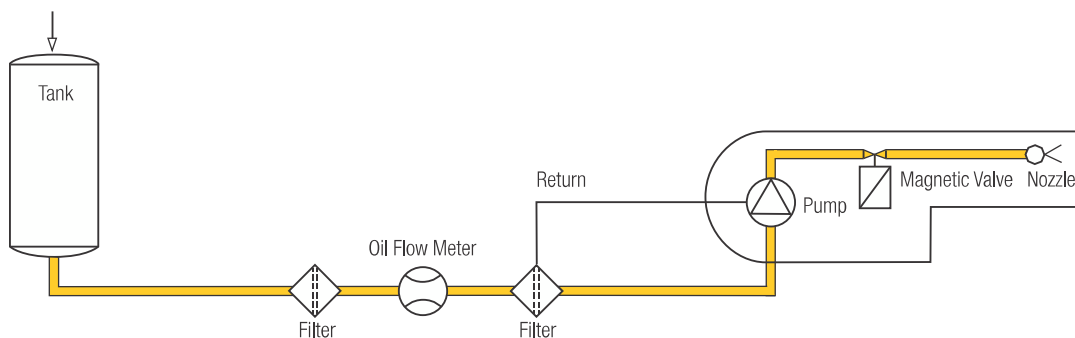 Tank
Return
Magnetic Valve
Nozzle
Pump
Oil Flow Meter
Filter
Filter